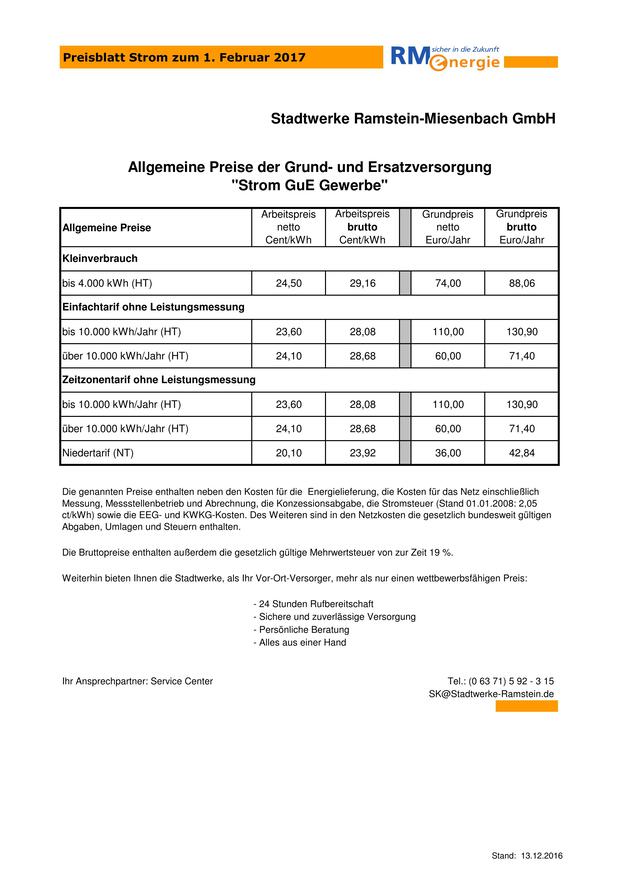 Preisblatt Strom zum 1. Februar 2017
RM sicher in die Zukunft
energie
Stadtwerke Ramstein-Miesenbach GmbH
Allgemeine Preise der Grund- und Ersatzversorgung
"Strom GuE Gewerbe"
Allgemeine Preise | Arbeitspreis netto Cent/kWh | Arbeitspreis brutto Cent/kWh | Grundpreis netto Euro/Jahr | Grundpreis brutto Euro/Jahr
Kleinverbrauch
bis 4.000 kWh (HT) 24,50 29,16 74,00 88,06
Einfachtarif ohne Leistungsmessung
bis 10.000 kWh/Jahr (HT) 23,60 28,08 110,00 130,90
über 10.000 kWh/Jahr (HT) 24,10 28,68 60,00 71,40
Zeitzonentarif ohne Leistungsmessung
bis 10.000 kWh/Jahr (HT) 23,60 28,08 110,00 130,90
über 10.000 kWh/Jahr (HT) 24,10 28,68 60,00 71,40
Niedertarif (NT) 20,10 23,92 36,00 42,84
Die genannten Preise enthalten neben den Kosten für die Energielieferung, die Kosten für das Netz einschließlich
Messung, Messstellenbetrieb und Abrechnung, die Konzessionsabgabe, die Stromsteuer (Stand 01.01.2008: 2,05
ct/kWh) sowie die EEG- und KWKG-Kosten. Des Weiteren sind in den Netzkosten die gesetzlich bundesweit gültigen
Abgaben, Umlagen und Steuern enthalten.
Die Bruttopreise enthalten außerdem die gesetzlich gültige Mehrwertsteuer von zur Zeit 19 %.
Weiterhin bieten Ihnen die Stadtwerke, als Ihr Vor-Ort-Versorger, mehr als nur einen wettbewerbsfähigen Preis:
- 24 Stunden Rufbereitschaft
- Sichere und zuverlässige Versorgung
- Persönliche Beratung
- Alles aus einer Hand
Ihr Ansprechpartner: Service Center Tel.: (0 63 71) 5 92 - 3 15
SK@Stadtwerke-Ramstein.de
Stand: 13.12.2016